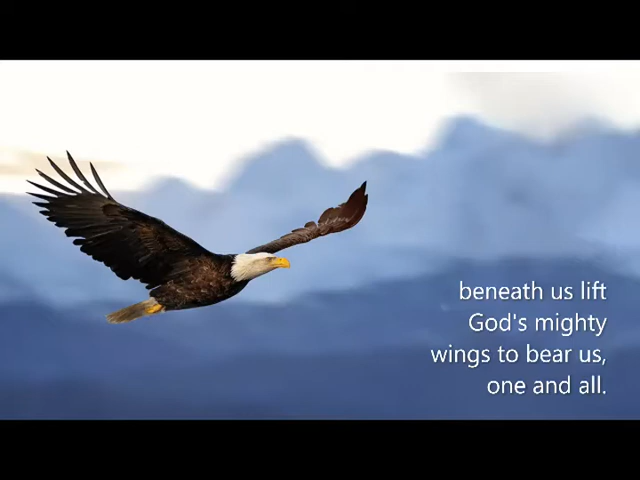 beneath us lift
God's mighty
wings to bear us,
one and all.